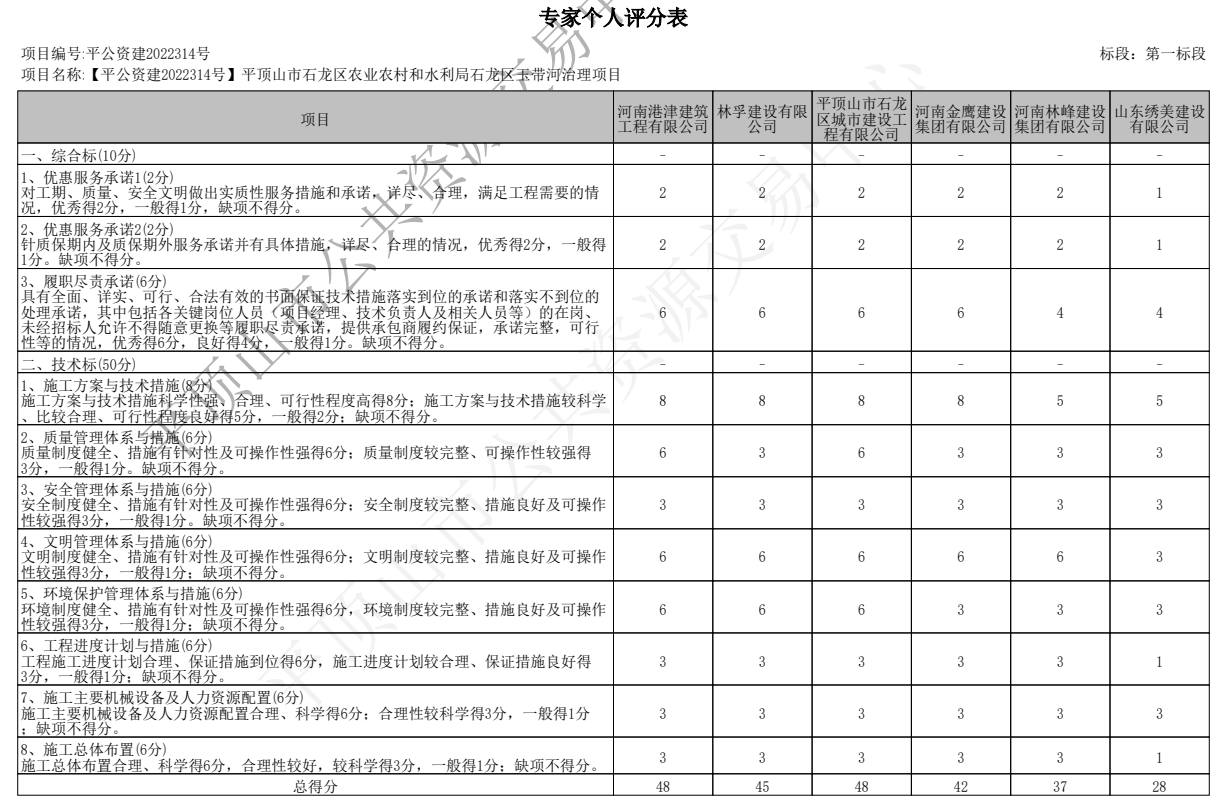 专家个人评分表
项目编号:平公资建2022314号
标段：第一标段
项目名称:【平公资建2022314号】平顶山市石龙区农业农村和水利局石龙区玉带河治理项目
项目 河南港津建筑工程有限公司 林孚建设有限公司 平顶山市石龙区城市建设工程有限公司 河南金鹰建设集团有限公司 河南林峰建设集团有限公司 山东绣美建设有限公司
一、综合标(10分) - - - - - -
1、优惠服务承诺1(2分)
对工期、质量、安全文明做出实质性服务措施和承诺，详尽、合理，满足工程需要的情
况，优秀得2分，一般得1分，缺项不得分。
2 2 2 2 2 1
2、优惠服务承诺2(2分)
针质保期内及质保期外服务承诺并有具体措施，详尽、合理的情况，优秀得2分，一般得
1分。缺项不得分。
2 2 2 2 2 1
3、履职尽责承诺(6分)
具有全面、详实、可行、合法有效的书面保证技术措施落实到位的承诺和落实不到位的
处理承诺，其中包括各关键岗位人员（项目经理、技术负责人及相关人员等）的在岗、
未经招标人允许不得随意更换等履职尽责承诺，提供承包商履约保证，承诺完整，可行
性等的情况，优秀得6分，良好得4分，一般得1分。缺项不得分。
6 6 6 6 4 4
二、技术标(50分) - - - - - -
1、施工方案与技术措施(8分)
施工方案与技术措施科学性强、合理、可行性程度高得8分；施工方案与技术措施较科学
、比较合理、可行性程度良好得5分，一般得2分；缺项不得分。
8 8 8 8 5 5
2、质量管理体系与措施(6分)
质量制度健全、措施有针对性及可操作性强得6分；质量制度较完整、可操作性较强得
3分，一般得1分。缺项不得分。
6 3 6 3 3 3
3、安全管理体系与措施(6分)
安全制度健全、措施有针对性及可操作性强得6分；安全制度较完整、措施良好及可操作
性较强得3分，一般得1分。缺项不得分。
3 3 3 3 3 3
4、文明管理体系与措施(6分)
文明制度健全、措施有针对性及可操作性强得6分；文明制度较完整、措施良好及可操作
性较强得3分，一般得1分；缺项不得分。
6 6 6 6 6 3
5、环境保护管理体系与措施(6分)
环境制度健全、措施有针对性及可操作性强得6分，环境制度较完整、措施良好及可操作
性较强得3分，一般得1分；缺项不得分。
6 6 6 3 3 3
6、工程进度计划与措施(6分)
工程施工进度计划合理、保证措施到位得6分，施工进度计划较合理、保证措施良好得
3分，一般得1分；缺项不得分。
3 3 3 3 3 1
7、施工主要机械设备及人力资源配置(6分)
施工主要机械设备及人力资源配置合理、科学得6分；合理性较科学得3分，一般得1分
；缺项不得分。
3 3 3 3 3 3
8、施工总体布置(6分)
施工总体布置合理、科学得6分，合理性较好，较科学得3分，一般得1分；缺项不得分。
3 3 3 3 3 1
总得分 48 45 48 42 37 28
平顶山市公共资源交易中
平顶山市公共资源交易中心